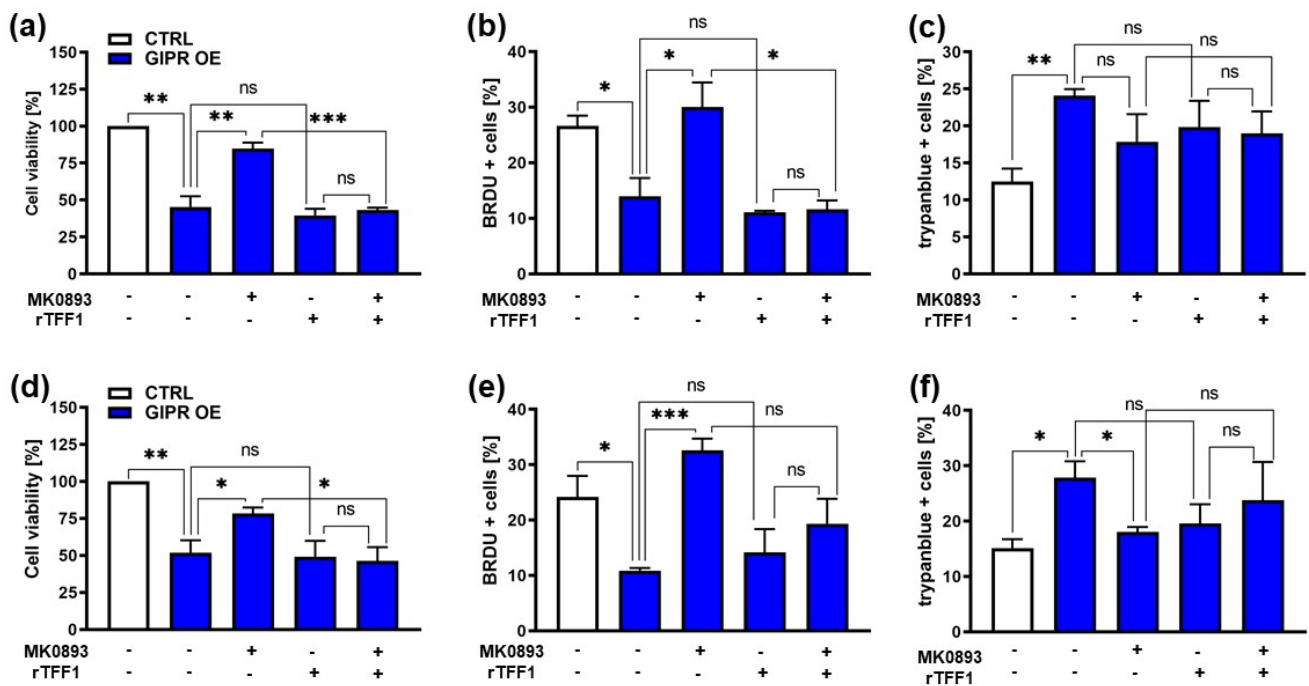 (a)
CTRL
GIPR OE
Cell viability [%]
150
125
100
75
50
25
0
**
ns
**
***
ns
MK0893 - - + - +
rTFF1 - - - + +
(b)
BRDU + cells [%]
40
30
20
10
0
ns
*
*
*
ns
- - + - +
- - - + +
(c)
trypanblue + cells [%]
30
25
20
15
10
5
0
ns
**
ns
ns
ns
- - + - +
- - - + +
(d)
CTRL
GIPR OE
Cell viability [%]
150
125
100
75
50
25
0
**
ns
*
*
ns
MK0893 - - + - +
rTFF1 - - - + +
(e)
BRDU + cells [%]
40
30
20
10
0
ns
*
***
ns
ns
MK0893 - - + - +
rTFF1 - - - + +
(f)
trypanblue + cells [%]
40
30
20
10
0
ns
ns
*
*
ns
MK0893 - - + - +
rTFF1 - - - + +